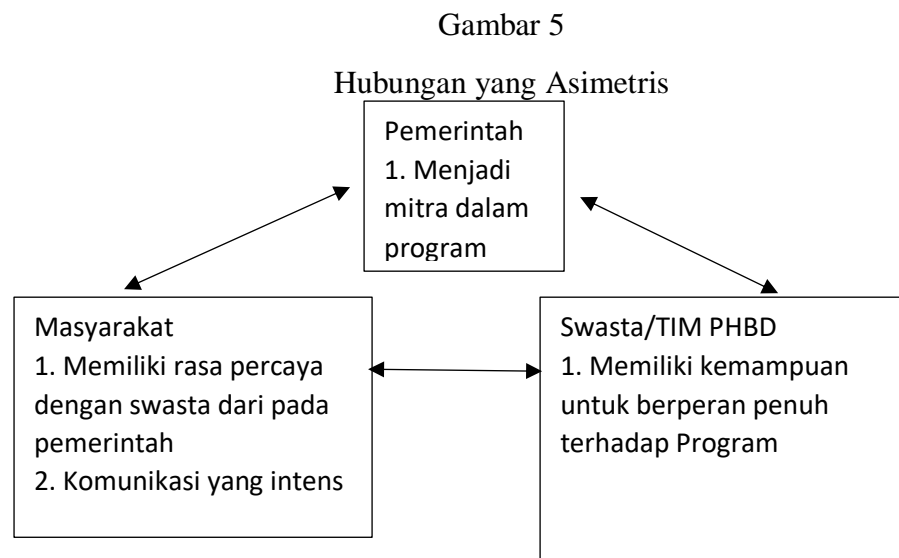 Gambar 5
Hubungan yang Asimetris
Pemerintah
1. Menjadi
mitra dalam
program
Masyarakat
1. Memiliki rasa percaya
dengan swasta dari pada
pemerintah
2. Komunikasi yang intens
Swasta/TIM PHBD
1. Memiliki kemampuan
untuk berperan penuh
terhadap Program